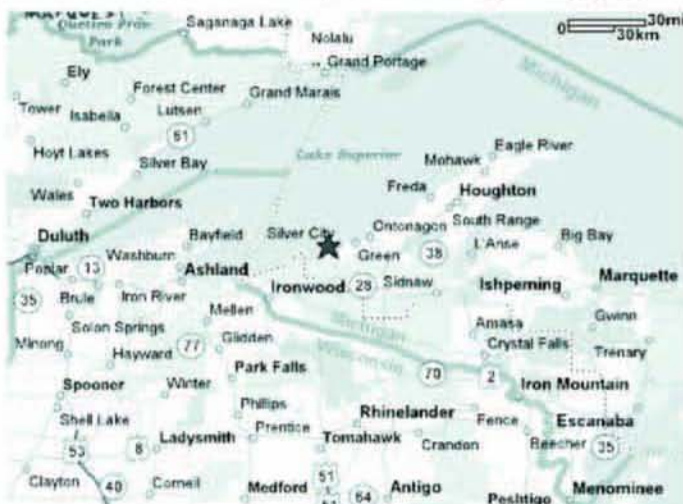 MARQUE T
Quetico Prov
Park
Saganaga Lake
Nolalu
30mi
0
30km
Grand Portage
Ely
Forest Center
Grand Marais
Michigan
Tower
Isabella
Lutsen
61
Hoyt Lakes
Silver Bay
Lake Superior
Eagle River
Mohawk
Wales
Two Harbors
Freda
Houghton
Duluth
Bayfield
Silver City
Ontonagon
South Range
Washburn
Green
38
L'Anse
Big Bay
Poplar
13
Ashland
Ironwood
28
Sidnaw
Ishpeming
Marquette
35
Brule
Iron River
Mellen
Michigan
Amasa
Gwinn
Solon Springs
Minong
77
Glidden
Wisconsin
Crystal Falls
Trenary
Hayward
Park Falls
70
2
Iron Mountain
Spooner
Winter
Phillips
Rhinelander
Fence
Escanaba
Shell Lake
Prentice
Beecher
35
53
8
Ladysmith
Tomahawk
Crandon
Clayton
40
Cornell
Medford
51
64
Antigo
Peshtigo
Menominee